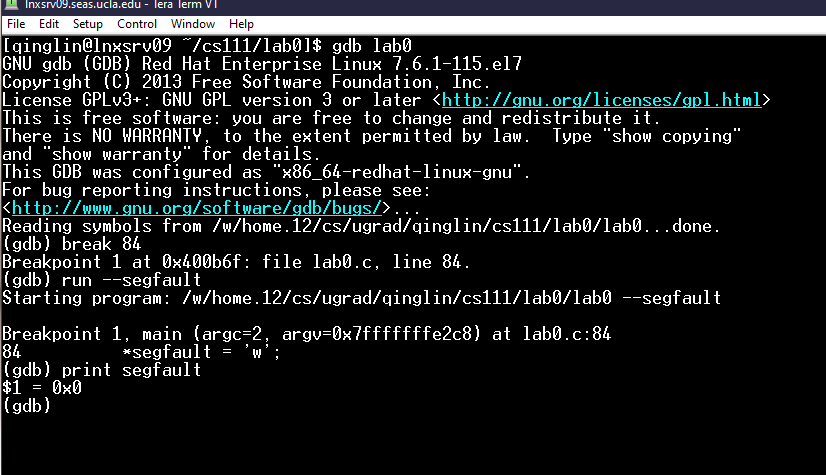 lnxsrv09.seas.ucla.edu - Tera Term VT
File Edit Setup Control Window Help
[qinglin@lnxsrv09 ~/cs111/lab0]$ gdb lab0
GNU gdb (GDB) Red Hat Enterprise Linux 7.6.1-115.el7
Copyright (C) 2013 Free Software Foundation, Inc.
License GPLv3+: GNU GPL version 3 or later <http://gnu.org/licenses/gpl.html>
This is free software: you are free to change and redistribute it.
There is NO WARRANTY, to the extent permitted by law.  Type "show copying"
and "show warranty" for details.
This GDB was configured as "x86_64-redhat-linux-gnu".
For bug reporting instructions, please see:
<http://www.gnu.org/software/gdb/bugs/>...
Reading symbols from /w/home.12/cs/ugrad/qinglin/cs111/lab0/lab0...done.
(gdb) break 84
Breakpoint 1 at 0x400b6f: file lab0.c, line 84.
(gdb) run --segfault
Starting program: /w/home.12/cs/ugrad/qinglin/cs111/lab0/lab0 --segfault
Breakpoint 1, main (argc=2, argv=0x7fffffffe2c8) at lab0.c:84
84          *segfault = 'w';
(gdb) print segfault
$1 = 0x0
(gdb)